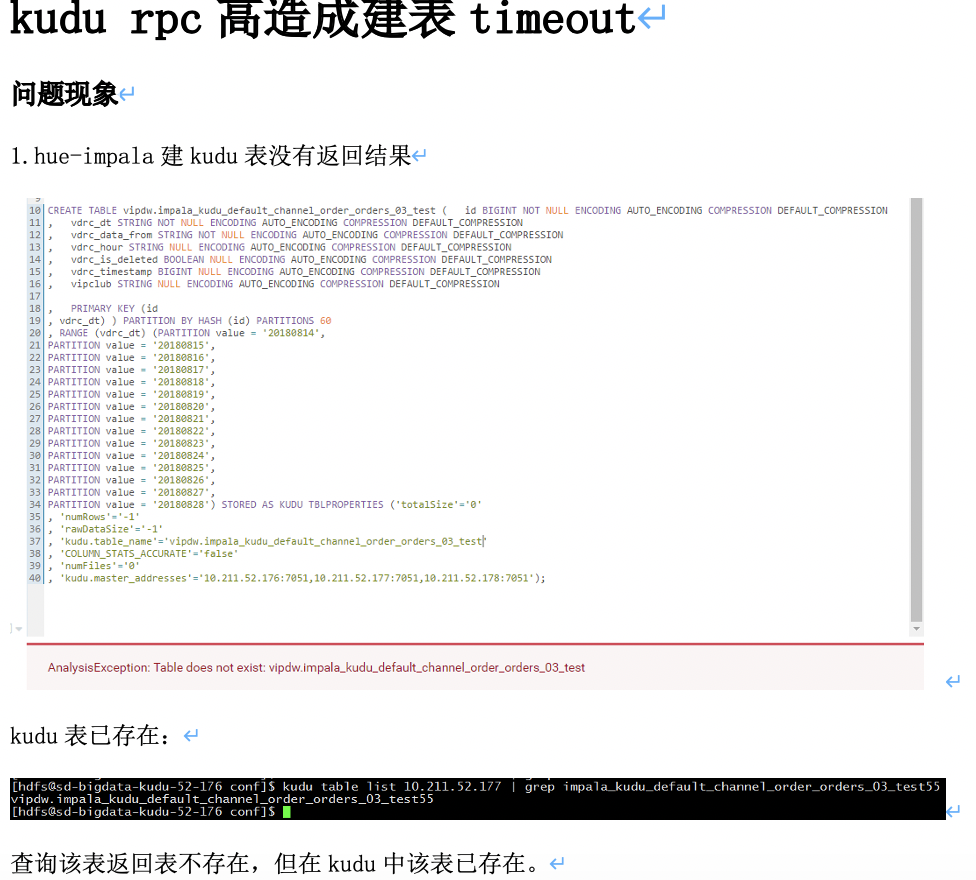 kudu rpc 高造成建表 timeout
问题现象
1.hue-impala 建 kudu 表没有返回结果
9
10 CREATE TABLE vipdw.impala_kudu_default_channel_order_orders_03_test ( id BIGINT NOT NULL ENCODING AUTO_ENCODING COMPRESSION DEFAULT_COMPRESSION
11 , vdrc_dt STRING NOT NULL ENCODING AUTO_ENCODING COMPRESSION DEFAULT_COMPRESSION
12 , vdrc_data_from STRING NOT NULL ENCODING AUTO_ENCODING COMPRESSION DEFAULT_COMPRESSION
13 , vdrc_hour STRING NULL ENCODING AUTO_ENCODING COMPRESSION DEFAULT_COMPRESSION
14 , vdrc_is_deleted BOOLEAN NULL ENCODING AUTO_ENCODING COMPRESSION DEFAULT_COMPRESSION
15 , vdrc_timestamp BIGINT NULL ENCODING AUTO_ENCODING COMPRESSION DEFAULT_COMPRESSION
16 , vipclub STRING NULL ENCODING AUTO_ENCODING COMPRESSION DEFAULT_COMPRESSION
17
18 , PRIMARY KEY (id
19 , vdrc_dt) ) PARTITION BY HASH (id) PARTITIONS 60
20 , RANGE (vdrc_dt) (PARTITION value = '20180814',
21 PARTITION value = '20180815',
22 PARTITION value = '20180816',
23 PARTITION value = '20180817',
24 PARTITION value = '20180818',
25 PARTITION value = '20180819',
26 PARTITION value = '20180820',
27 PARTITION value = '20180821',
28 PARTITION value = '20180822',
29 PARTITION value = '20180823',
30 PARTITION value = '20180824',
31 PARTITION value = '20180825',
32 PARTITION value = '20180826',
33 PARTITION value = '20180827',
34 PARTITION value = '20180828') STORED AS KUDU TBLPROPERTIES ('totalSize'='0'
35 , 'numRows'='-1'
36 , 'rawDataSize'='-1'
37 , 'kudu.table_name'='vipdw.impala_kudu_default_channel_order_orders_03_test'
38 , 'COLUMN_STATS_ACCURATE'='false'
39 , 'numFiles'='0'
40 , 'kudu.master_addresses'='10.211.52.176:7051,10.211.52.177:7051,10.211.52.178:7051');
AnalysisException: Table does not exist: vipdw.impala_kudu_default_channel_order_orders_03_test
kudu 表已存在：
[hdfs@sd-bigdata-kudu-52-176 conf]$ kudu table list 10.211.52.177 | grep impala_kudu_default_channel_order_orders_03_test55
vipdw.impala_kudu_default_channel_order_orders_03_test55
[hdfs@sd-bigdata-kudu-52-176 conf]$
查询该表返回表不存在，但在 kudu 中该表已存在。